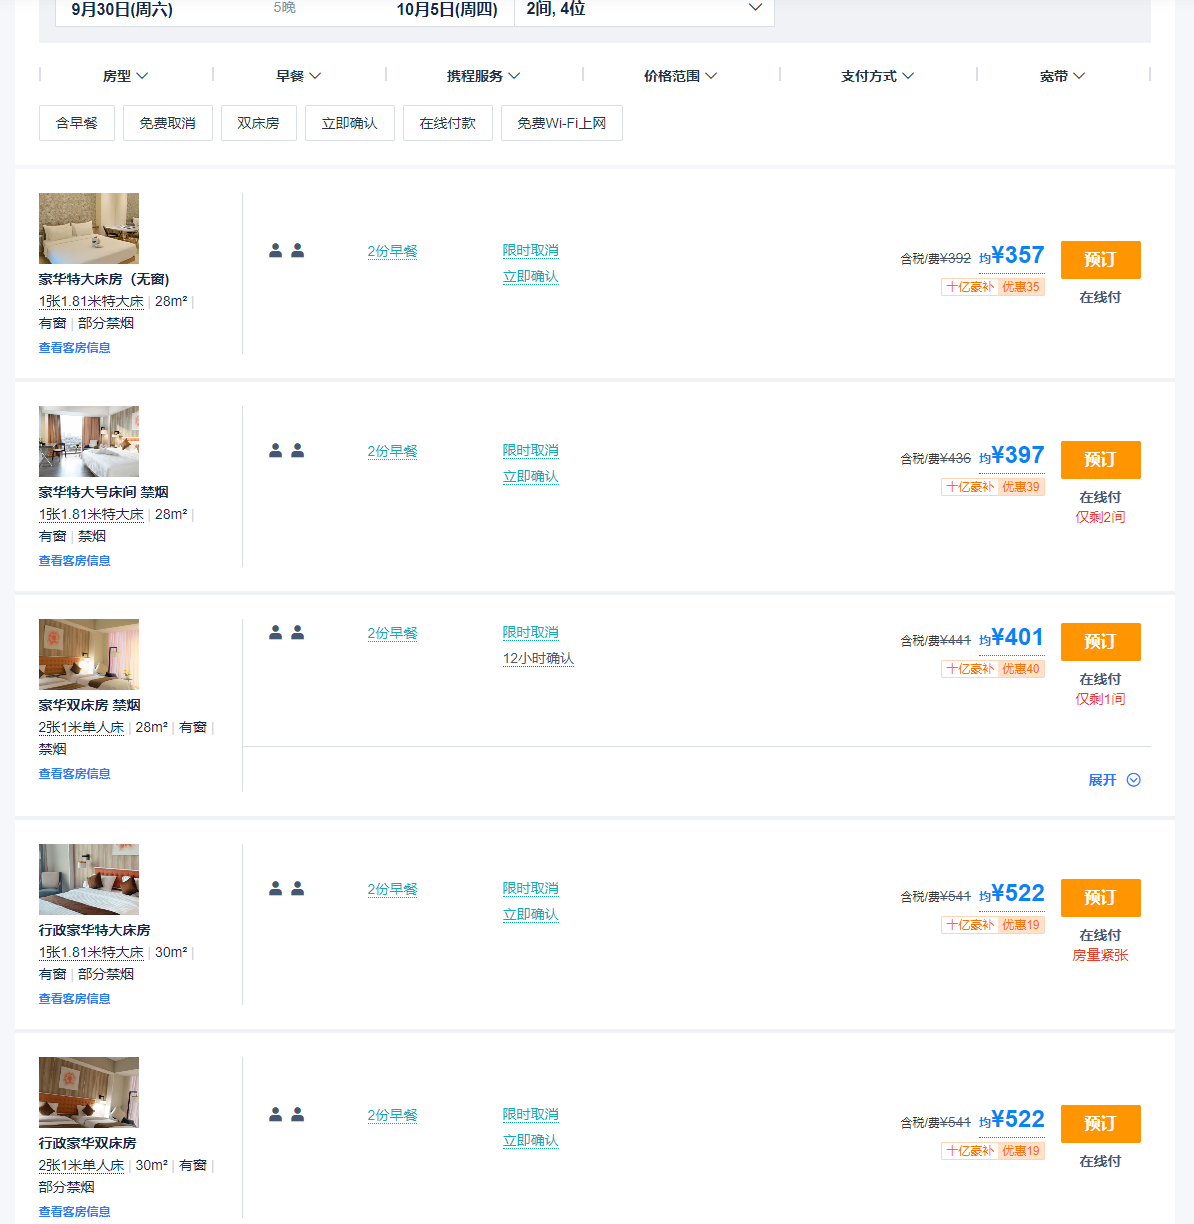 9月30日(周六) 5晚 10月5日(周四) 2间, 4位
房型 早餐 携程服务 价格范围 支付方式 宽带
含早餐 免费取消 双床房 立即确认 在线付款 免费Wi-Fi上网
豪华特大床房（无窗)
1张1.81米特大床 | 28m² |
有窗 | 部分禁烟
查看客房信息
2份早餐
限时取消
立即确认
含税/费¥392 均¥357
十亿豪补 优惠35
预订
在线付
豪华特大号床间 禁烟
1张1.81米特大床 | 28m² |
有窗 | 禁烟
查看客房信息
2份早餐
限时取消
立即确认
含税/费¥436 均¥397
十亿豪补 优惠39
预订
在线付
仅剩2间
豪华双床房 禁烟
2张1米单人床 | 28m² | 有窗 |
禁烟
查看客房信息
2份早餐
限时取消
12小时确认
含税/费¥441 均¥401
十亿豪补 优惠40
预订
在线付
仅剩1间
展开
行政豪华特大床房
1张1.81米特大床 | 30m² |
有窗 | 部分禁烟
查看客房信息
2份早餐
限时取消
立即确认
含税/费¥541 均¥522
十亿豪补 优惠19
预订
在线付
房量紧张
行政豪华双床房
2张1米单人床 | 30m² | 有窗 |
部分禁烟
查看客房信息
2份早餐
限时取消
立即确认
含税/费¥541 均¥522
十亿豪补 优惠19
预订
在线付